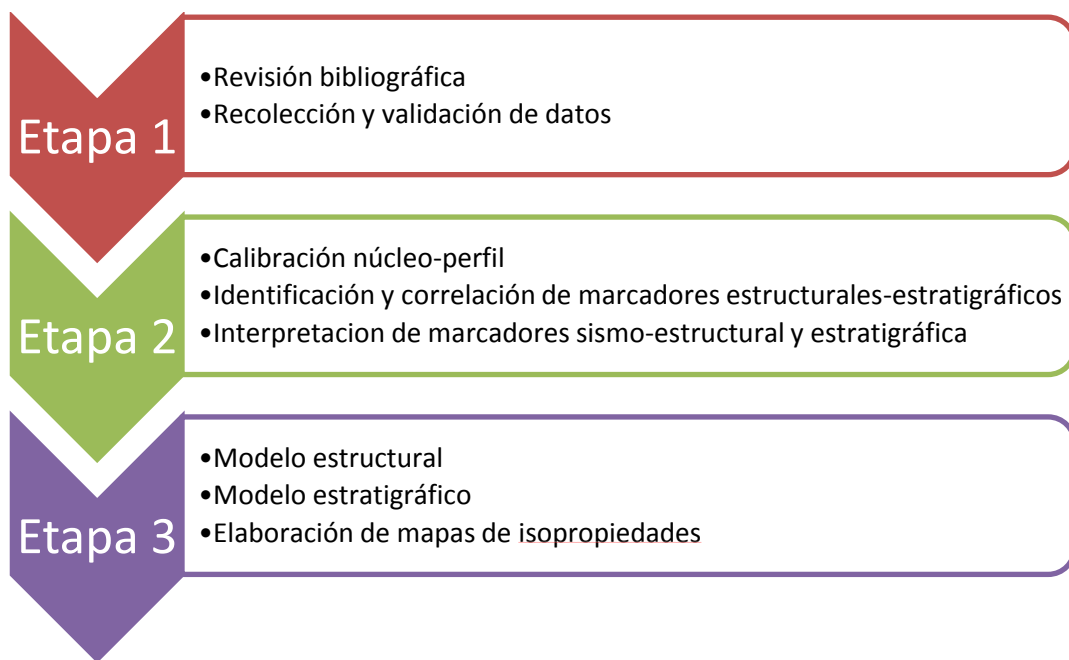 Etapa 1
•Revisión bibliográfica
•Recolección y validación de datos
Etapa 2
•Calibración núcleo-perfil
•Identificación y correlación de marcadores estructurales-estratigráficos
•Interpretacion de marcadores sismo-estructural y estratigráfica
Etapa 3
•Modelo estructural
•Modelo estratigráfico
•Elaboración de mapas de isopropiedades